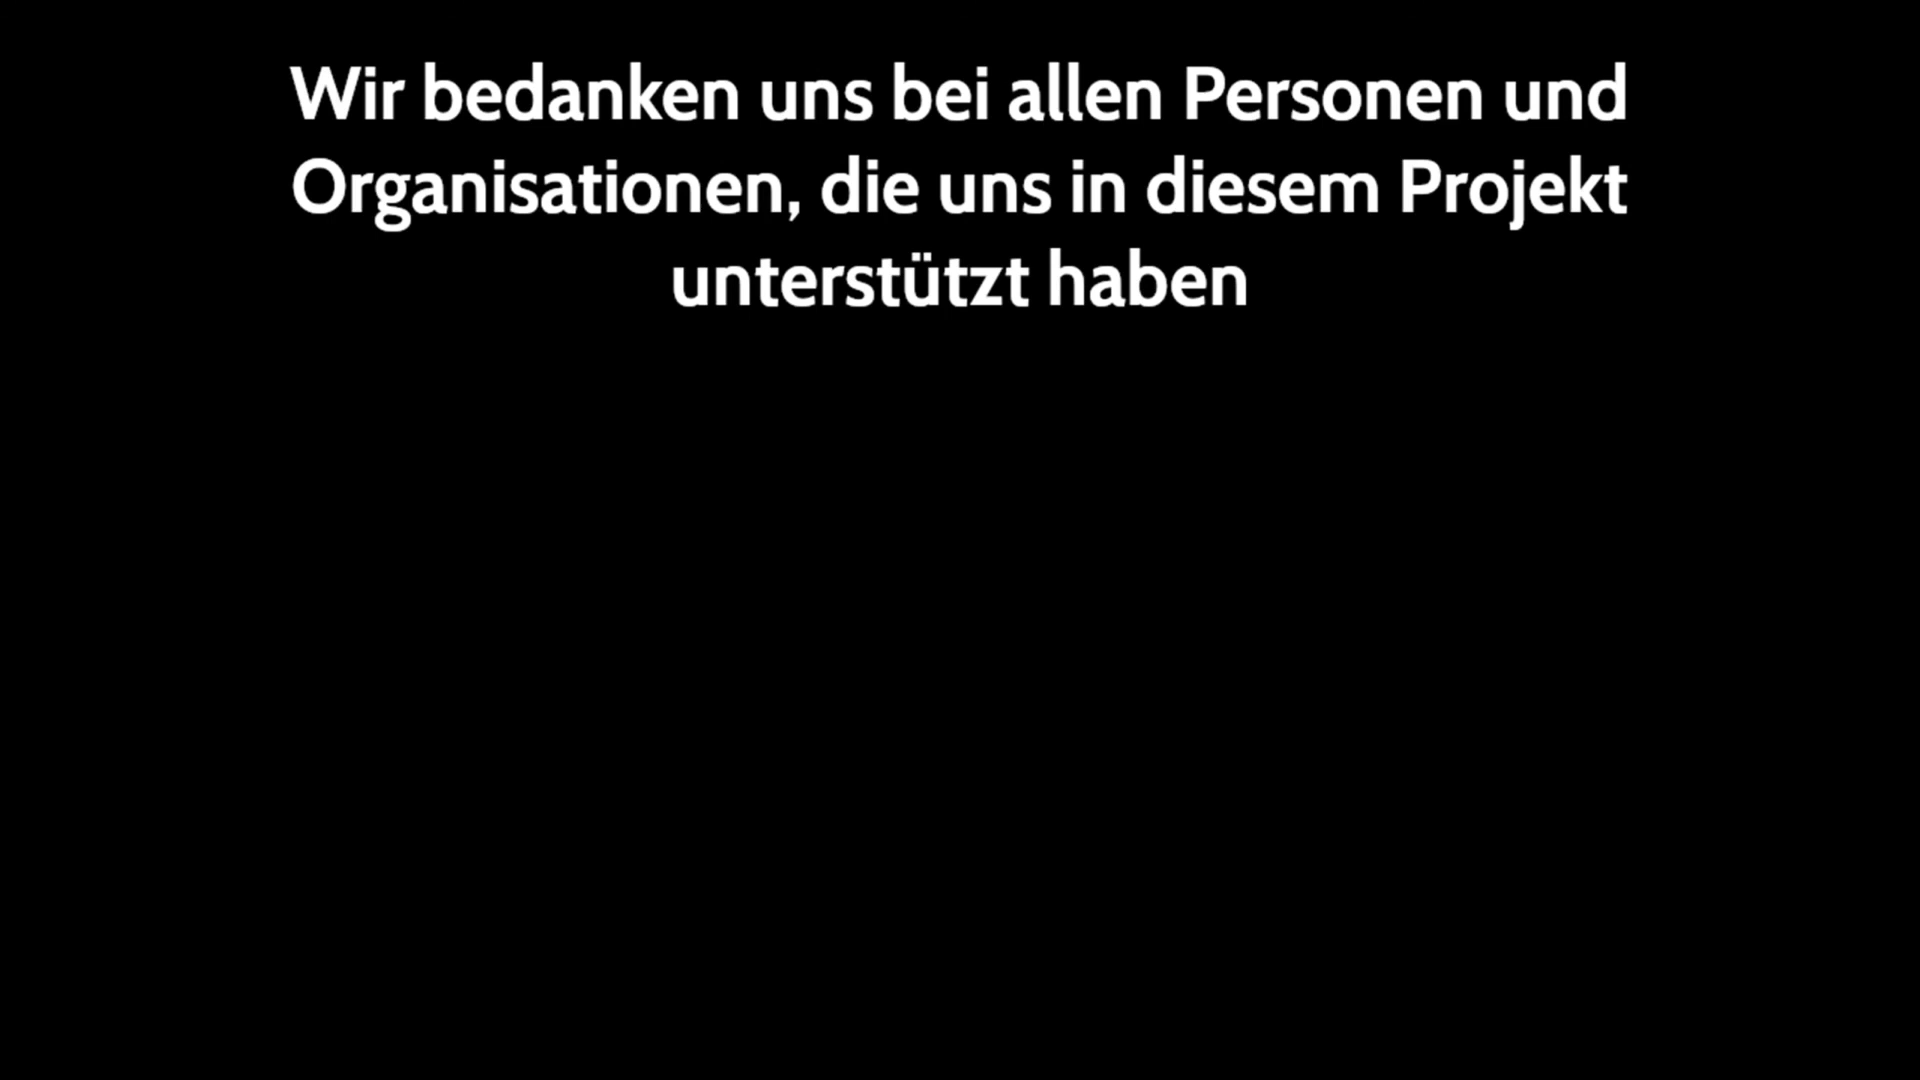 Wir bedanken uns bei allen Personen und
Organisationen, die uns in diesem Projekt
unterstützt haben